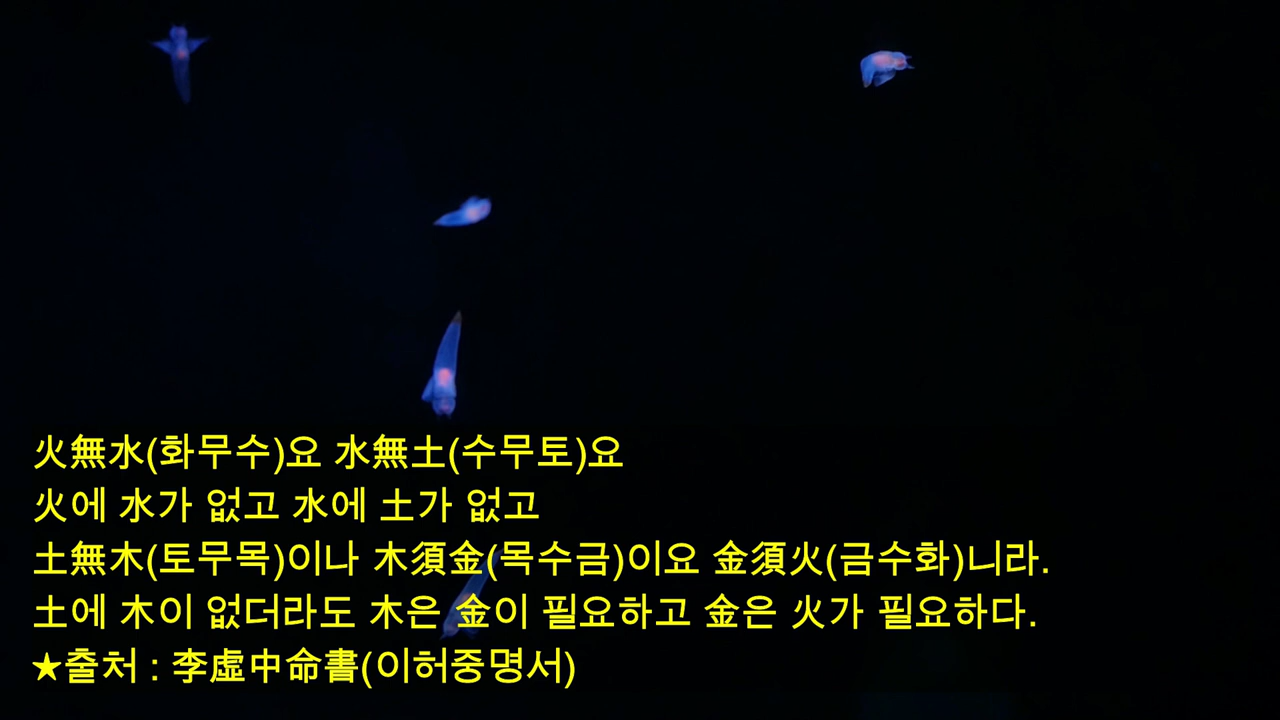 火無水(화무수)요 水無土(수무토)요
火에 水가 없고 水에 土가 없고
土無木(토무목)이나 木須金(목수금)이요 金須火(금수화)니라.
土에 木이 없더라도 木은 金이 필요하고 金은 火가 필요하다.
★출처 : 李虛中命書(이허중명서)